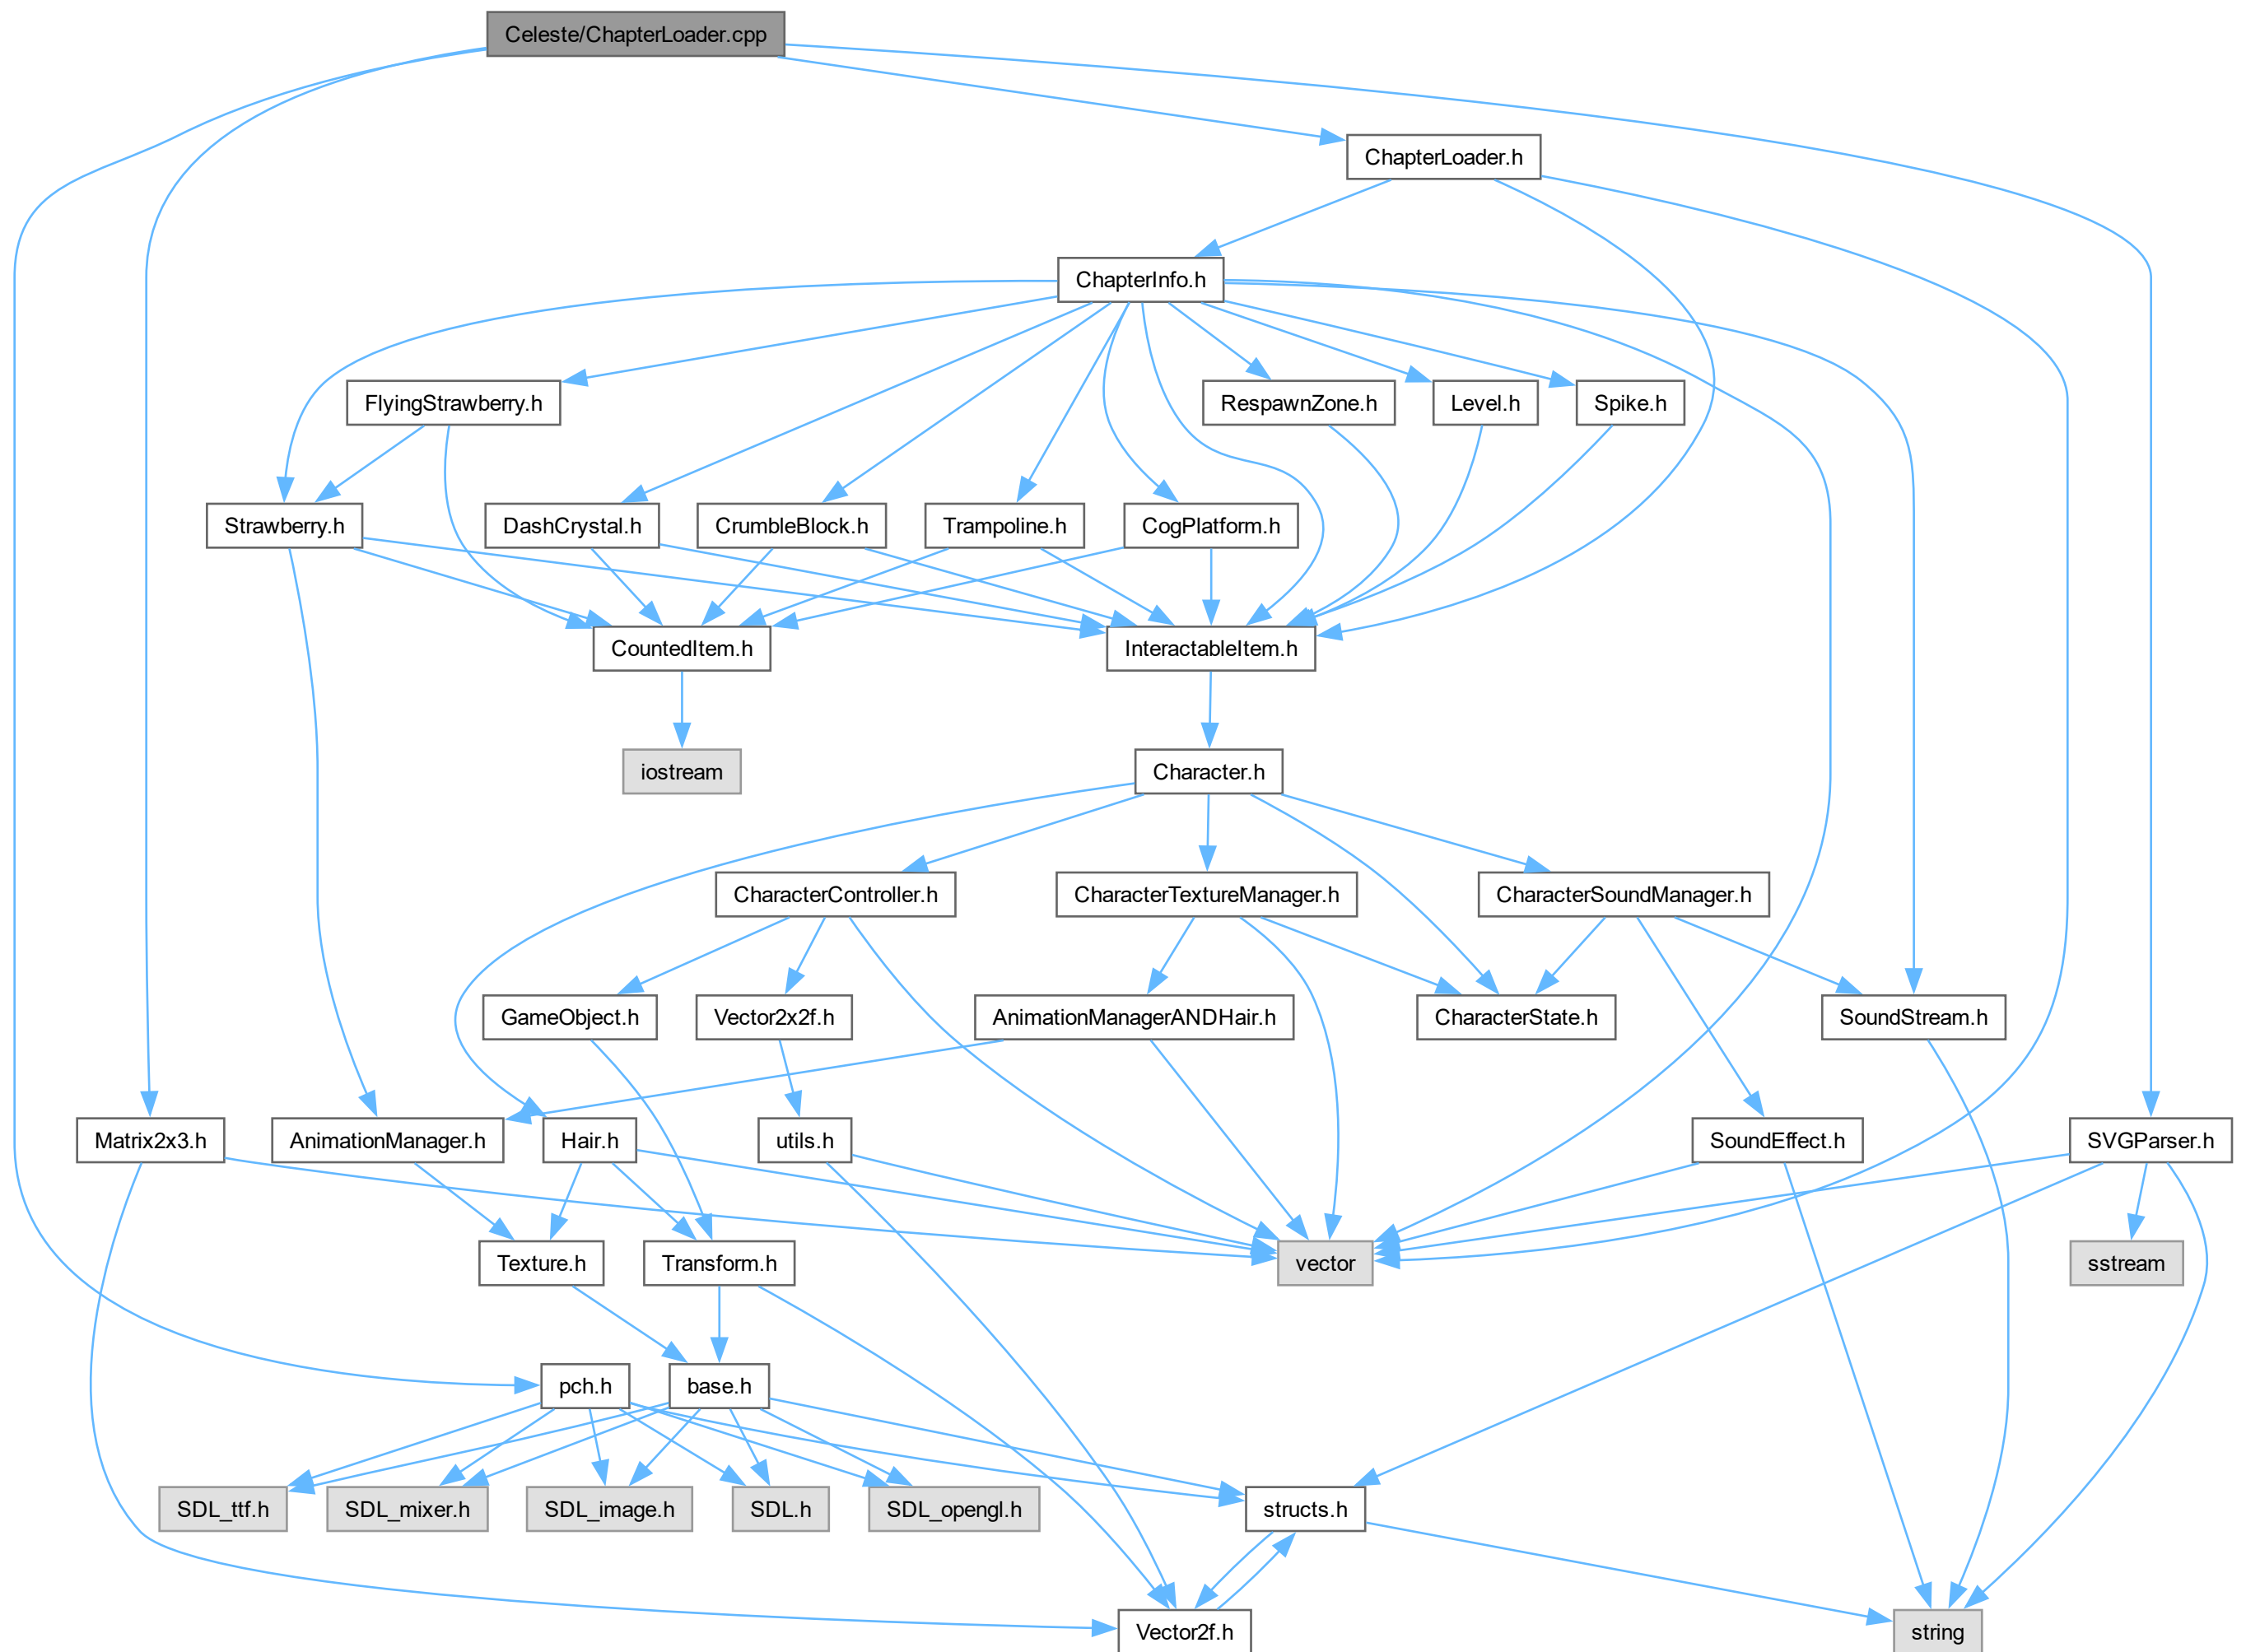 Celeste/ChapterLoader.cpp
ChapterLoader.h
ChapterInfo.h
FlyingStrawberry.h
RespawnZone.h
Level.h
Spike.h
Strawberry.h
DashCrystal.h
CrumbleBlock.h
Trampoline.h
CogPlatform.h
CountedItem.h
InteractableItem.h
iostream
Character.h
CharacterController.h
CharacterTextureManager.h
CharacterSoundManager.h
GameObject.h
Vector2x2f.h
AnimationManagerANDHair.h
CharacterState.h
SoundStream.h
Matrix2x3.h
AnimationManager.h
Hair.h
utils.h
SoundEffect.h
SVGParser.h
Texture.h
Transform.h
vector
sstream
pch.h
base.h
SDL_ttf.h
SDL_mixer.h
SDL_image.h
SDL.h
SDL_opengl.h
structs.h
Vector2f.h
string